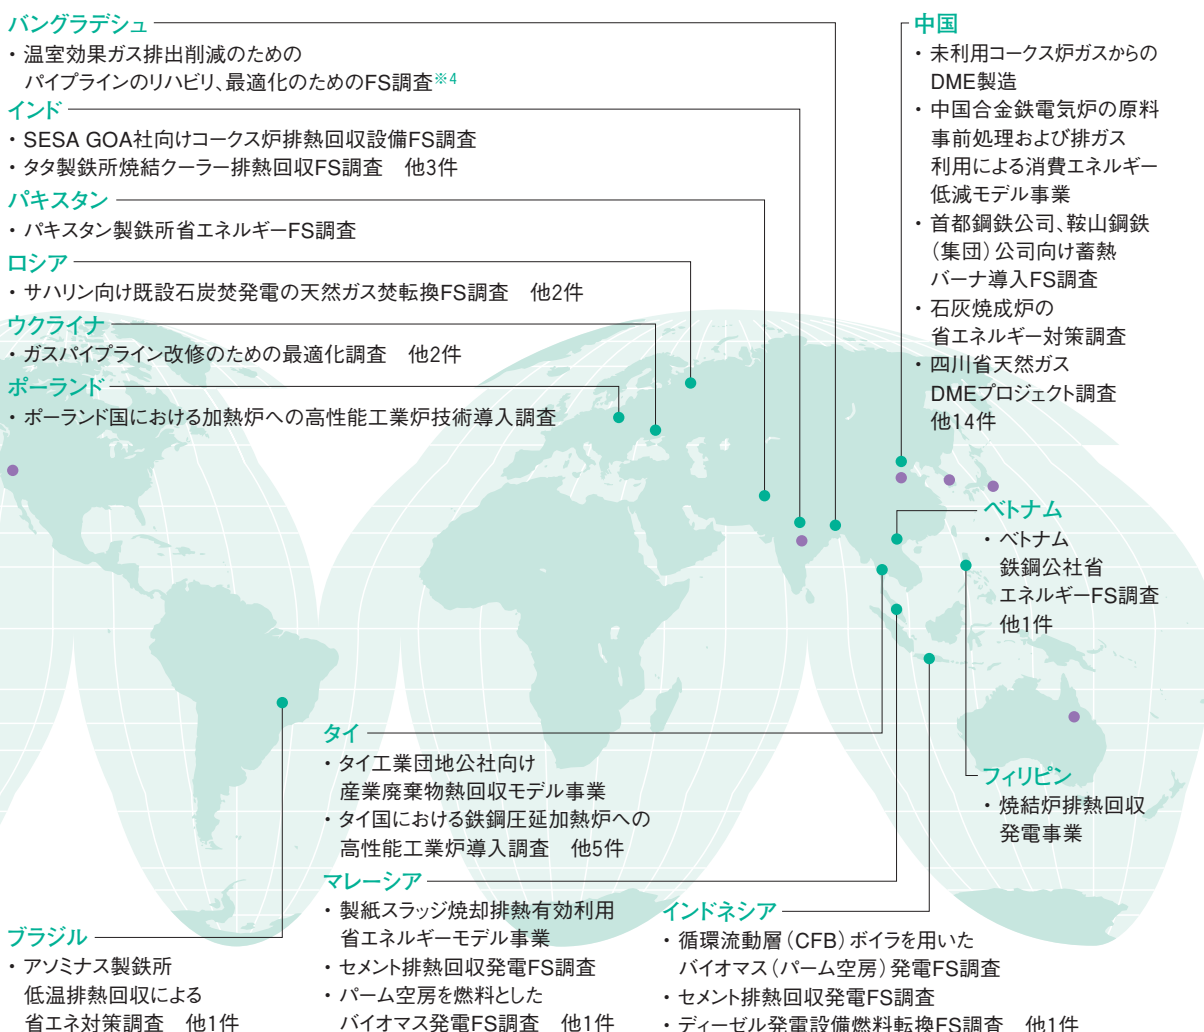 バングラデシュ
・温室効果ガス排出削減のための
パイプラインのリハビリ、最適化のためのFS調査※4
インド
・SESA GOA社向けコークス炉排熱回収設備FS調査
・タタ製鉄所焼結クーラー排熱回収FS調査　他3件
パキスタン
・パキスタン製鉄所省エネルギーFS調査
ロシア
・サハリン向け既設石炭焚発電の天然ガス焚転換FS調査　他2件
ウクライナ
・ガスパイプライン改修のための最適化調査　他2件
ポーランド
・ポーランド国における加熱炉への高性能工業炉技術導入調査
中国
・未利用コークス炉ガスからの
DME製造
・中国合金鉄電気炉の原料
事前処理および排ガス
利用による消費エネルギー
低減モデル事業
・首都鋼鉄公司、鞍山鋼鉄
（集団）公司向け蓄熱
バーナ導入FS調査
・石灰焼成炉の
省エネルギー対策調査
・四川省天然ガス
DMEプロジェクト調査
他14件
ベトナム
・ベトナム
鉄鋼公社省
エネルギーFS調査
他1件
フィリピン
・焼結炉排熱回収
発電事業
タイ
・タイ工業団地公社向け
産業廃棄物熱回収モデル事業
・タイ国における鉄鋼圧延加熱炉への
高性能工業炉導入調査　他5件
マレーシア
・製紙スラッジ焼却排熱有効利用
省エネルギーモデル事業
・セメント排熱回収発電FS調査
・パーム空房を燃料とした
バイオマス発電FS調査　他1件
インドネシア
・循環流動層（CFB）ボイラを用いた
バイオマス（パーム空房）発電FS調査
・セメント排熱回収発電FS調査
・ディーゼル発電設備燃料転換FS調査　他1件
ブラジル
・アソミナス製鉄所
低温排熱回収による
省エネ対策調査　他1件